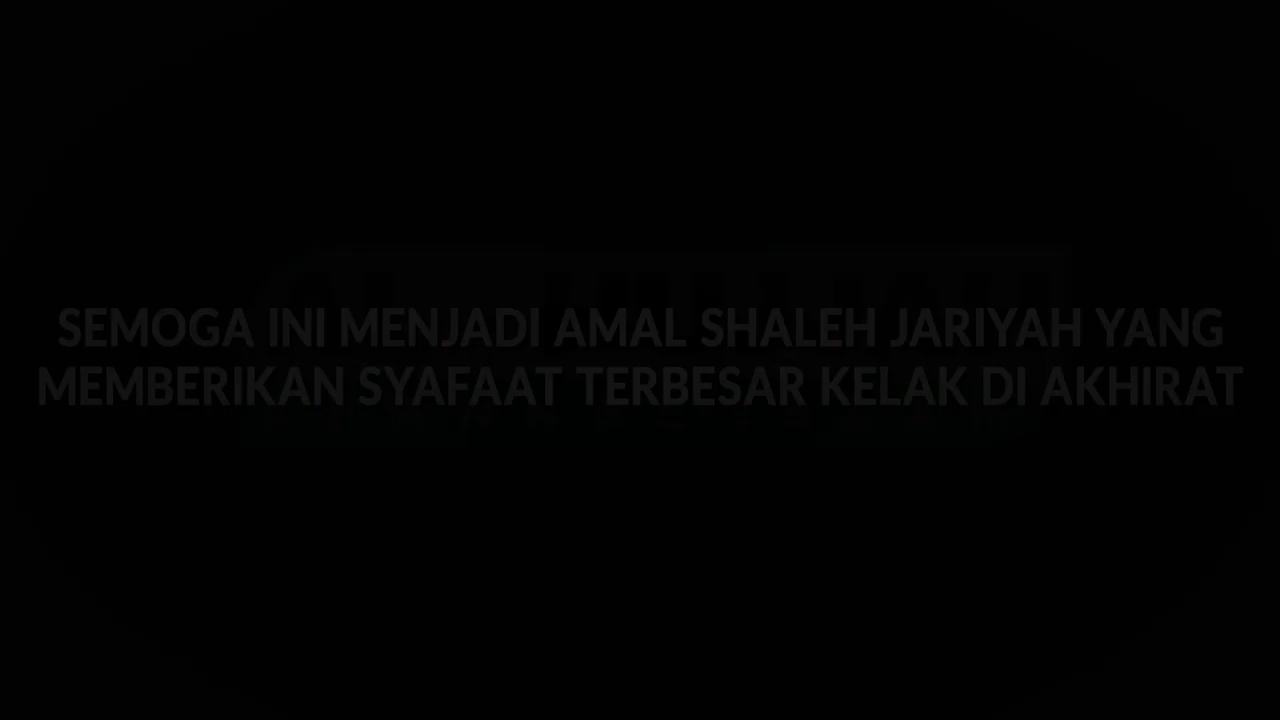 SEMOGA INI MENJADI AMAL SHALEH JARIYAH YANG
MEMBERIKAN SYAFAAT TERBESAR KELAK DI AKHIRAT